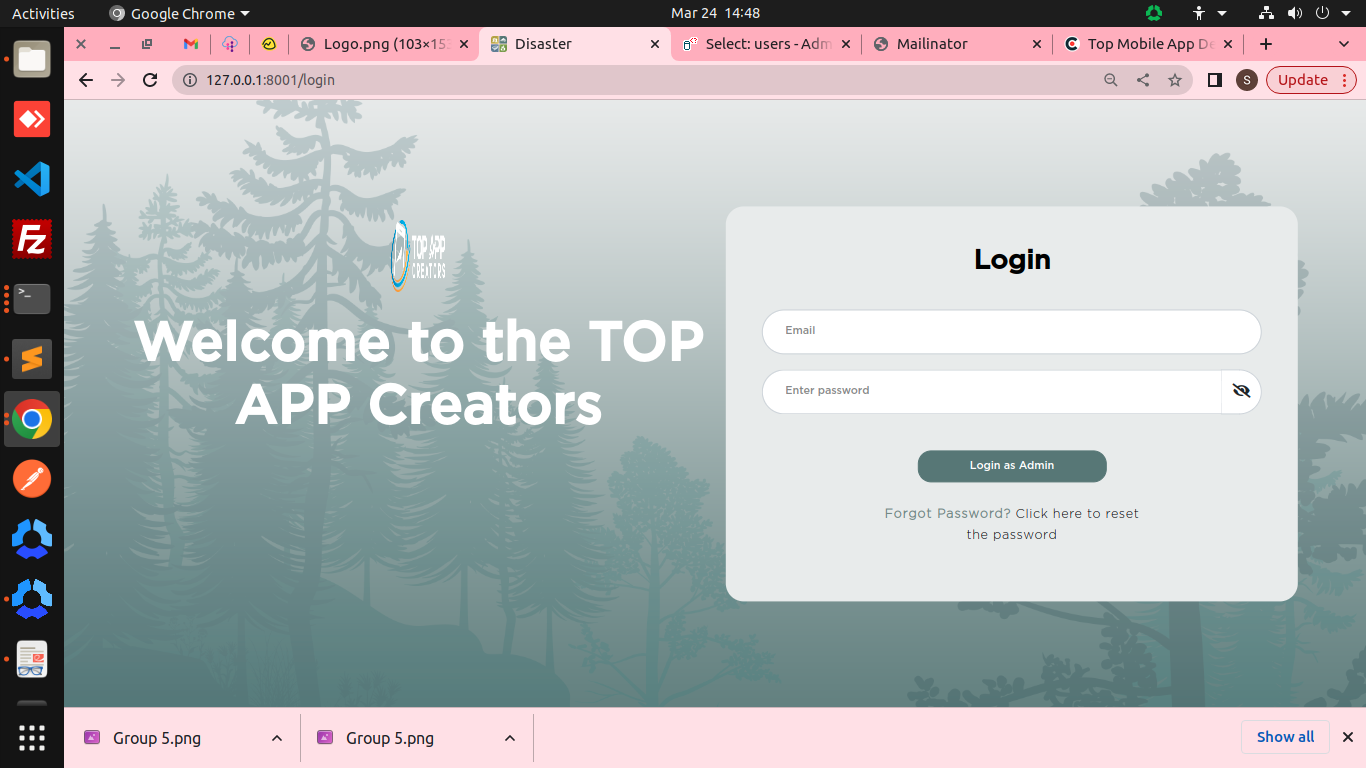 Activities
Google Chrome
Mar 24 14:48
Logo.png (103×153
Disaster
Select: users - Adm
Mailinator
Top Mobile App De
127.0.0.1:8001/login
S
Update
TOP APP
CREATORS
Welcome to the TOP
APP Creators
Login
Email
Enter password
Login as Admin
Forgot Password? Click here to reset
the password
Fz
>_
Group 5.png
Group 5.png
Show all